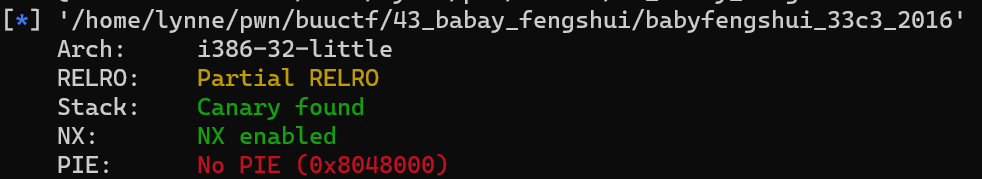 [*] '/home/lynne/pwn/buuctf/43_babay_fengshui/babyfengshui_33c3_2016'
Arch: i386-32-little
RELRO: Partial RELRO
Stack: Canary found
NX: NX enabled
PIE: No PIE (0x8048000)